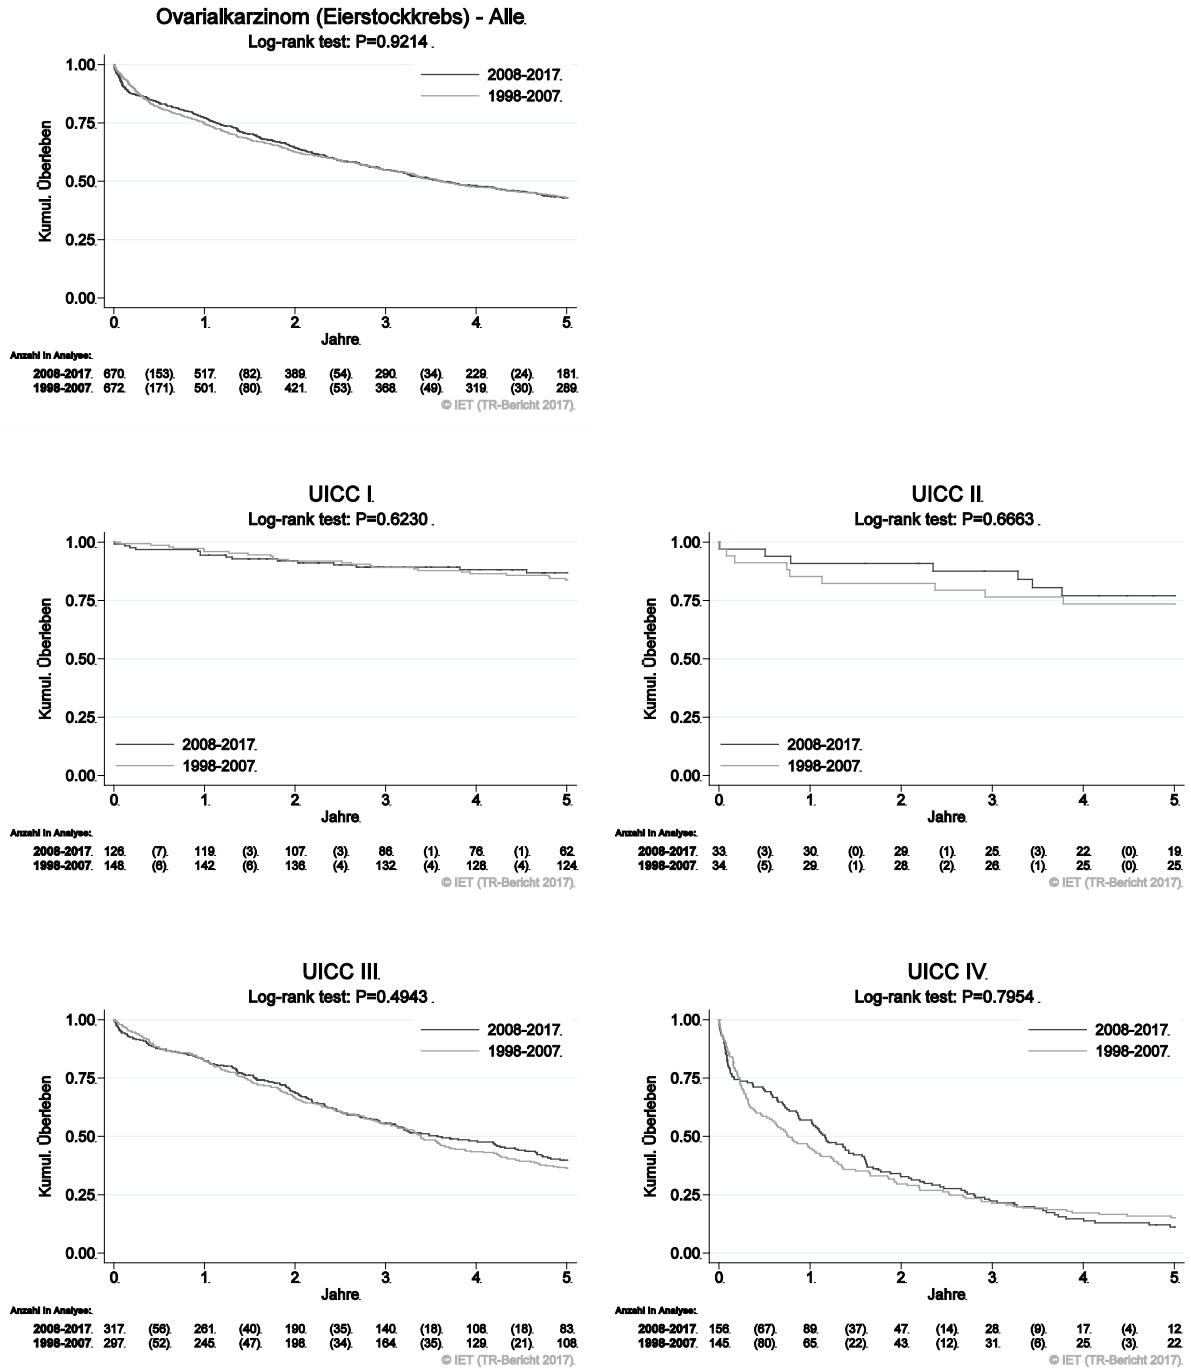 Ovarialkarzinom (Eierstockkrebs) - Alle.
Log-rank test: P=0.9214 .
1.00.
0.75.
0.50.
0.25.
0.00.
Kumul. Überleben
2008-2017.
1998-2007.
0. 1. 2. 3. 4. 5.
Jahre.
Anzahl in Analyse:.
2008-2017. 670. (153). 517. (82). 389. (54). 290. (34). 229. (24). 181.
1998-2007. 672. (171). 501. (80). 421. (53). 368. (49). 319. (30). 289.
© IET (TR-Bericht 2017).
UICC I.
Log-rank test: P=0.6230 .
1.00.
0.75.
0.50.
0.25.
0.00.
Kumul. Überleben
2008-2017.
1998-2007.
0. 1. 2. 3. 4. 5.
Jahre.
Anzahl in Analyse:.
2008-2017. 126. (7). 119. (3). 107. (3). 86. (1). 76. (1). 62.
1998-2007. 148. (6). 142. (6). 136. (4). 132. (4). 128. (4). 124.
© IET (TR-Bericht 2017).
UICC II.
Log-rank test: P=0.6663 .
1.00.
0.75.
0.50.
0.25.
0.00.
Kumul. Überleben
2008-2017.
1998-2007.
0. 1. 2. 3. 4. 5.
Jahre.
Anzahl in Analyse:.
2008-2017. 33. (3). 30. (0). 29. (1). 25. (3). 22. (0). 19.
1998-2007. 34. (5). 29. (1). 28. (2). 26. (1). 25. (0). 25.
© IET (TR-Bericht 2017).
UICC III.
Log-rank test: P=0.4943 .
1.00.
0.75.
0.50.
0.25.
0.00.
Kumul. Überleben
2008-2017.
1998-2007.
0. 1. 2. 3. 4. 5.
Jahre.
Anzahl in Analyse:.
2008-2017. 317. (56). 261. (40). 190. (35). 140. (18). 108. (18). 83.
1998-2007. 297. (52). 245. (47). 198. (34). 164. (35). 129. (21). 108.
© IET (TR-Bericht 2017).
UICC IV.
Log-rank test: P=0.7954 .
1.00.
0.75.
0.50.
0.25.
0.00.
Kumul. Überleben
2008-2017.
1998-2007.
0. 1. 2. 3. 4. 5.
Jahre.
Anzahl in Analyse:.
2008-2017. 156. (67). 89. (37). 47. (14). 28. (9). 17. (4). 12.
1998-2007. 145. (80). 65. (22). 43. (12). 31. (6). 25. (3). 22.
© IET (TR-Bericht 2017).